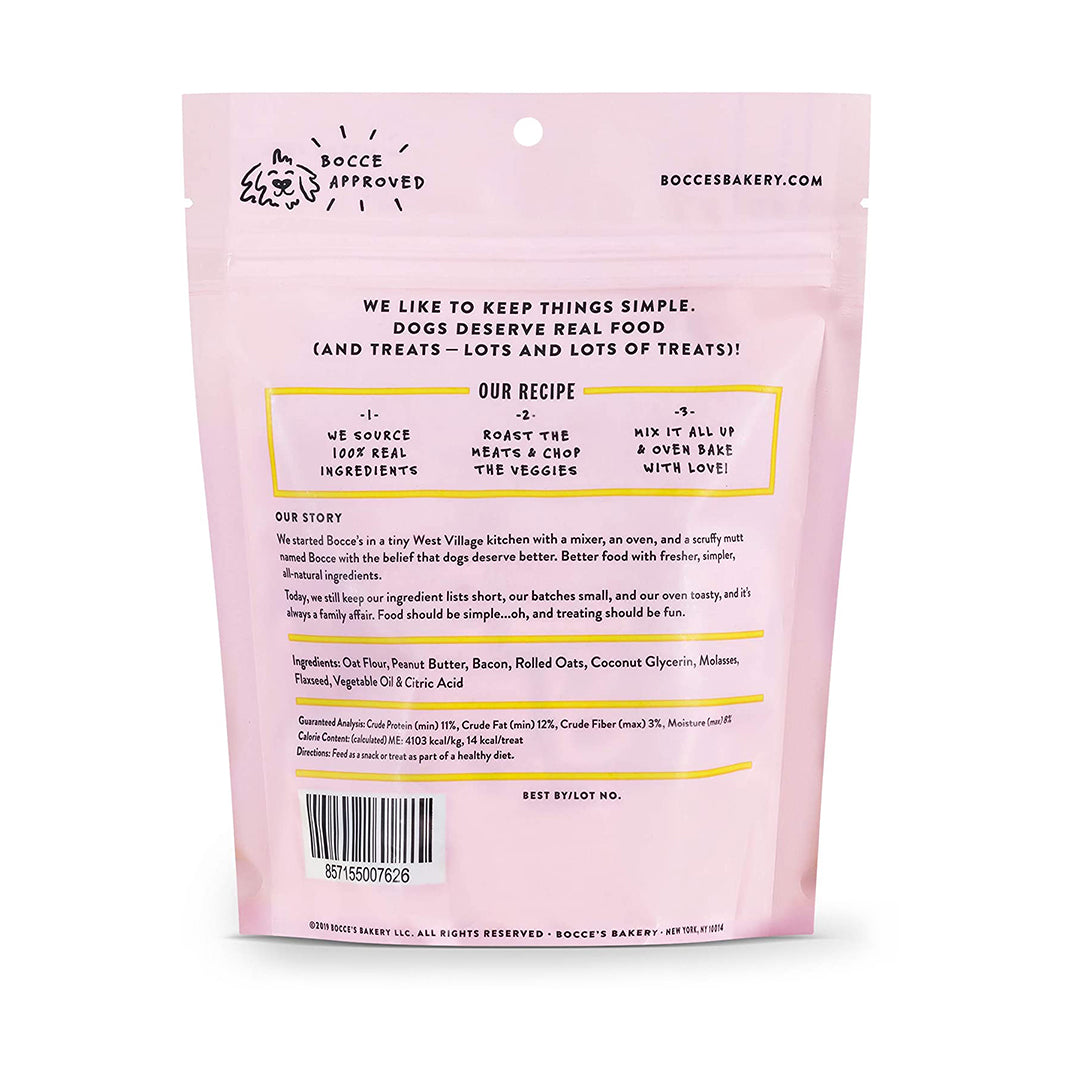 BOCCE
APPROVED
BOCCESBAKERY.COM
WE LIKE TO KEEP THINGS SIMPLE.
DOGS DESERVE REAL FOOD
(AND TREATS — LOTS AND LOTS OF TREATS)!
OUR RECIPE
-1-
WE SOURCE
100% REAL
INGREDIENTS
-2-
ROAST THE
MEATS & CHOP
THE VEGGIES
-3-
MIX IT ALL UP
& OVEN BAKE
WITH LOVE!
OUR STORY
We started Bocce's in a tiny West Village kitchen with a mixer, an oven, and a scruffy mutt
named Bocce with the belief that dogs deserve better. Better food with fresher, simpler,
all-natural ingredients.
Today, we still keep our ingredient lists short, our batches small, and our oven toasty, and it's
always a family affair. Food should be simple...oh, and treating should be fun.
Ingredients: Oat Flour, Peanut Butter, Bacon, Rolled Oats, Coconut Glycerin, Molasses,
Flaxseed, Vegetable Oil & Citric Acid
Guaranteed Analysis: Crude Protein (min) 11%, Crude Fat (min) 12%, Crude Fiber (max) 3%, Moisture (max) 8%
Calorie Content: (calculated) ME: 4103 kcal/kg, 14 kcal/treat
Directions: Feed as a snack or treat as part of a healthy diet.
BEST BY/LOT NO.
857155007626
©2019 BOCCE'S BAKERY LLC. ALL RIGHTS RESERVED • BOCCE'S BAKERY • NEW YORK, NY 10014